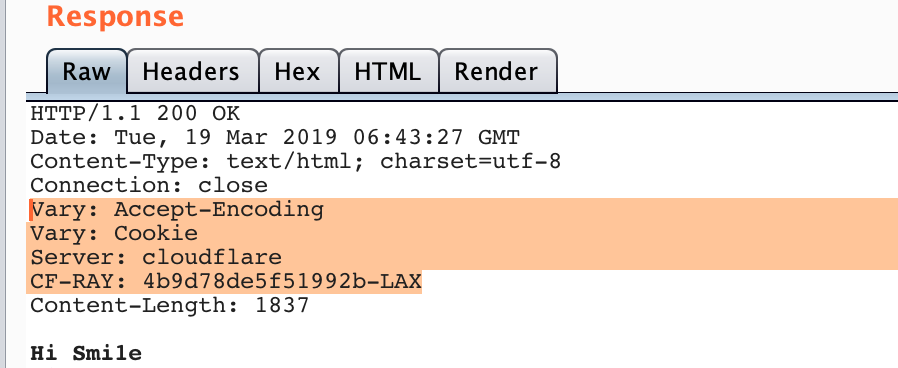 Response
Raw Headers Hex HTML Render
HTTP/1.1 200 OK
Date: Tue, 19 Mar 2019 06:43:27 GMT
Content-Type: text/html; charset=utf-8
Connection: close
Vary: Accept-Encoding
Vary: Cookie
Server: cloudflare
CF-RAY: 4b9d78de5f51992b-LAX
Content-Length: 1837
Hi Smile